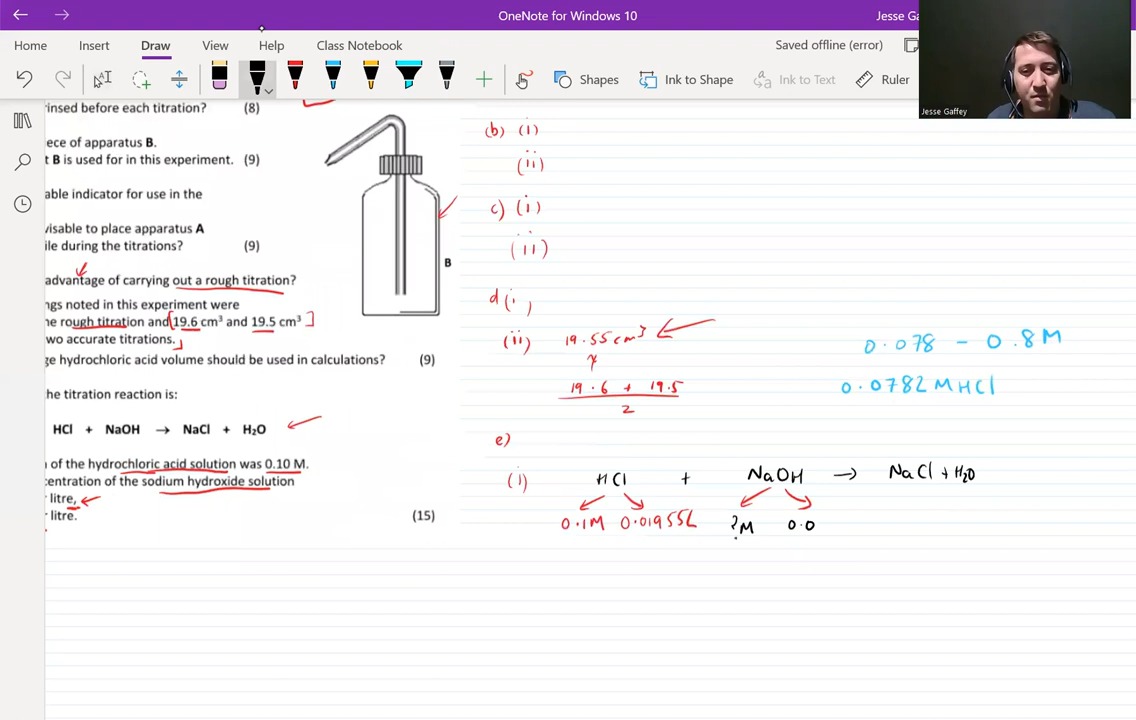 OneNote for Windows 10
Jesse Ga
Home Insert Draw View Help Class Notebook
Saved offline (error)
Shapes Ink to Shape Ink to Text Ruler
Jesse Gaffey
rinsed before each titration? (8)
ece of apparatus B.
t B is used for in this experiment. (9)
able indicator for use in the
visable to place apparatus A
ile during the titrations? (9)
advantage of carrying out a rough titration?
ngs noted in this experiment were
he rough titration and [19.6 cm³ and 19.5 cm³ ]
wo accurate titrations.
ge hydrochloric acid volume should be used in calculations? (9)
he titration reaction is:
HCl + NaOH → NaCl + H₂O
of the hydrochloric acid solution was 0.10 M.
entration of the sodium hydroxide solution
litre,
litre. (15)
B
(b) (i)
(ii)
c) (i)
(ii)
d(i)
(ii) 19.55 cm³
19.6 + 19.5
2
0.078 - 0.8M
0.0782 M HCl
e)
(i) HCl + NaOH → NaCl + H₂O
0.1M 0.01955L ?M 0.0